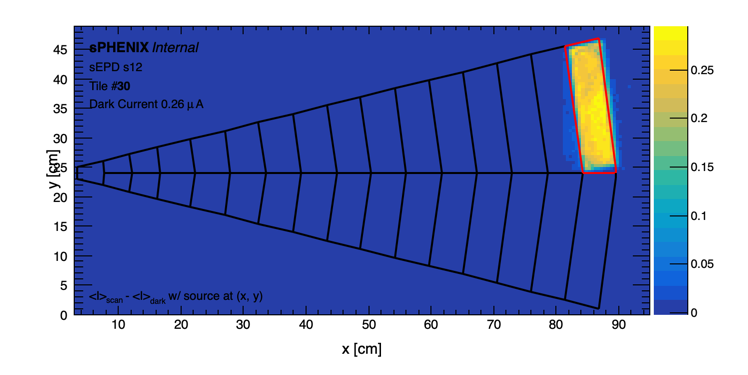 sPHENIX Internal
sEPD s12
Tile #30
Dark Current 0.26 μA
<I>scan - <I>dark w/ source at (x, y)
y [cm]
45
40
35
30
25
20
15
10
5
0
10 20 30 40 50 60 70 80 90
x [cm]
0.25
0.2
0.15
0.1
0.05
0